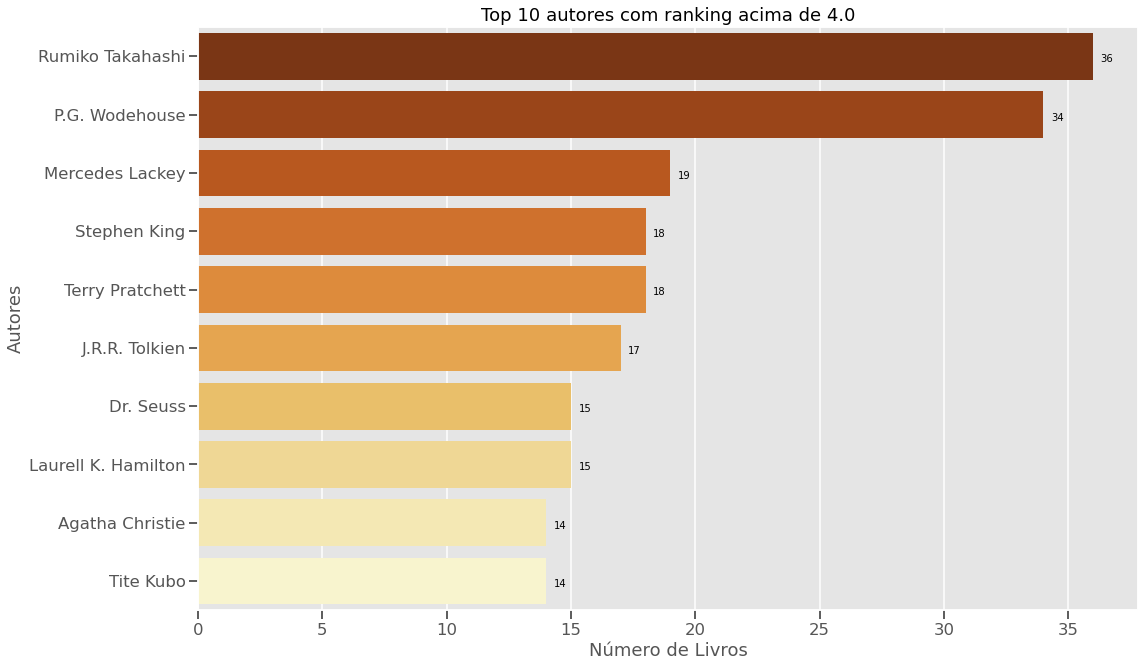 Top 10 autores com ranking acima de 4.0
Autores
Rumiko Takahashi 36
P.G. Wodehouse 34
Mercedes Lackey 19
Stephen King 18
Terry Pratchett 18
J.R.R. Tolkien 17
Dr. Seuss 15
Laurell K. Hamilton 15
Agatha Christie 14
Tite Kubo 14
0 5 10 15 20 25 30 35
Número de Livros